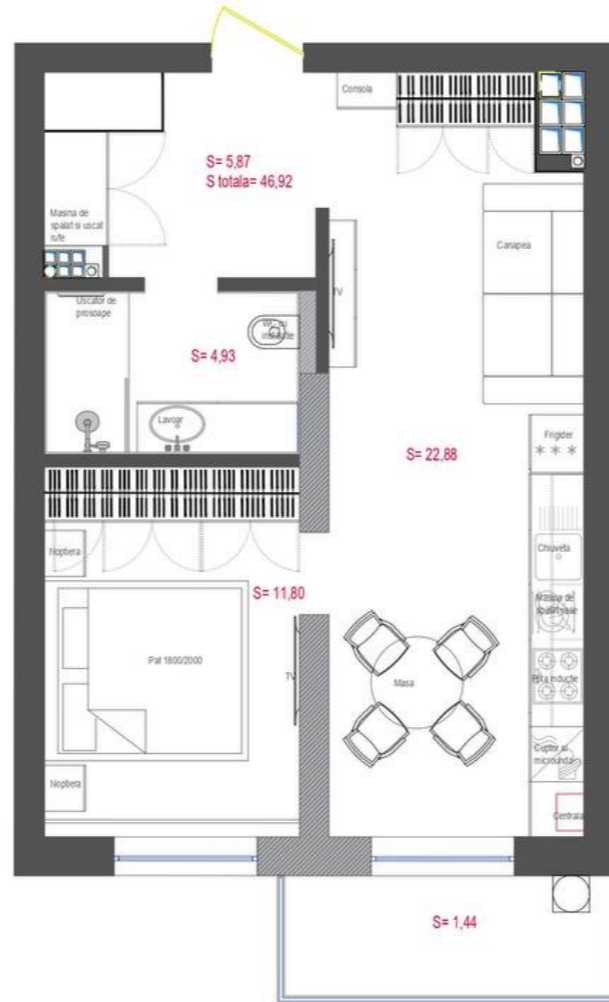 Consola
S= 5,87
S totala= 46,92
Masina de
spalat si uscat
rufe
Canapea
TV
Uscator de
prosoape
S= 4,93
Lavoar
Frigider
* * *
S= 22,88
Noptiera
Chiuveta
S= 11,80
Masina de
spalat vase
Pat 1800/2000
TV
Masa
Plita inductie
Cuptor si
microunda
Noptiera
Centrala
S= 1,44